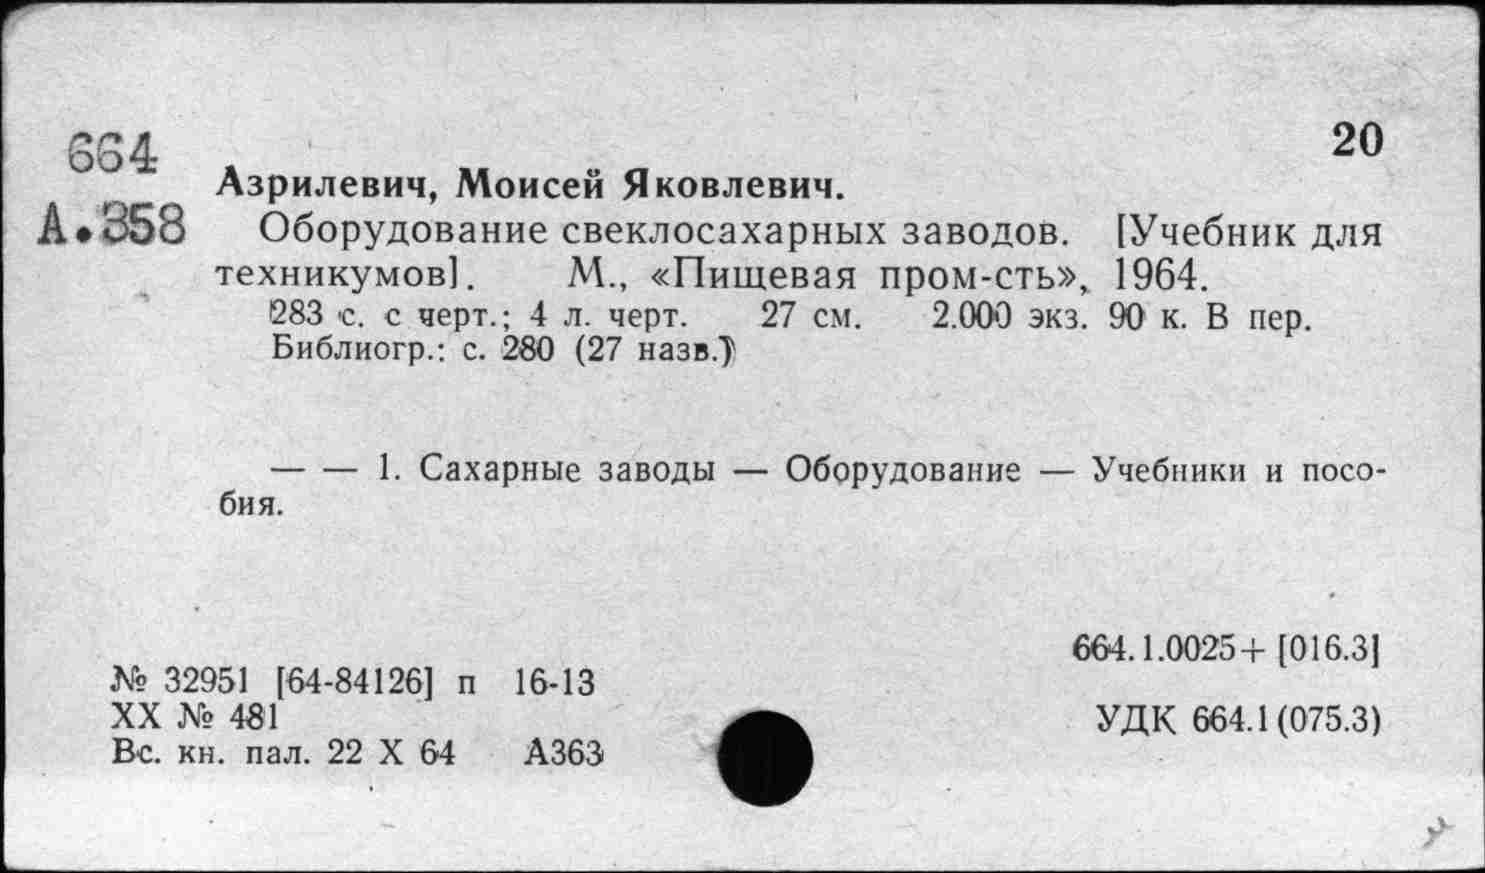 20
664
Азрилевич, Моисей Яковлевич.
А.358
Оборудование свеклосахарных заводов. [Учебник для
техникумов]. М., «Пищевая пром-сть», 1964.
283 с. с черт.; 4 л. черт. 27 см. 2.000 экз. 90 к. В пер.
Библиогр.: с. 280 (27 назв.)
— — 1. Сахарные заводы — Оборудование — Учебники и посо-
бия.
664.1.0025+ [016.3]
№ 32951 [64-84126] п 16-13
XX № 481
УДК 664.1(075.3)
Вс. кн. пал. 22 X 64 А363